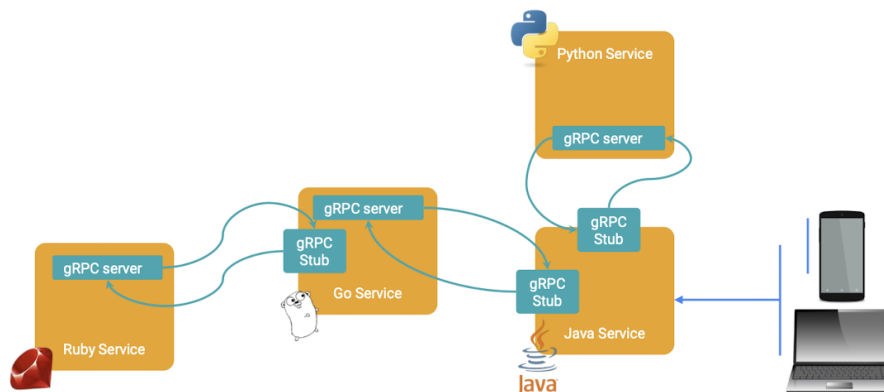 Python Service
gRPC server
gRPC server
gRPC
Stub
gRPC
Stub
gRPC server
gRPC
Stub
Go Service
Java Service
Ruby Service
Java